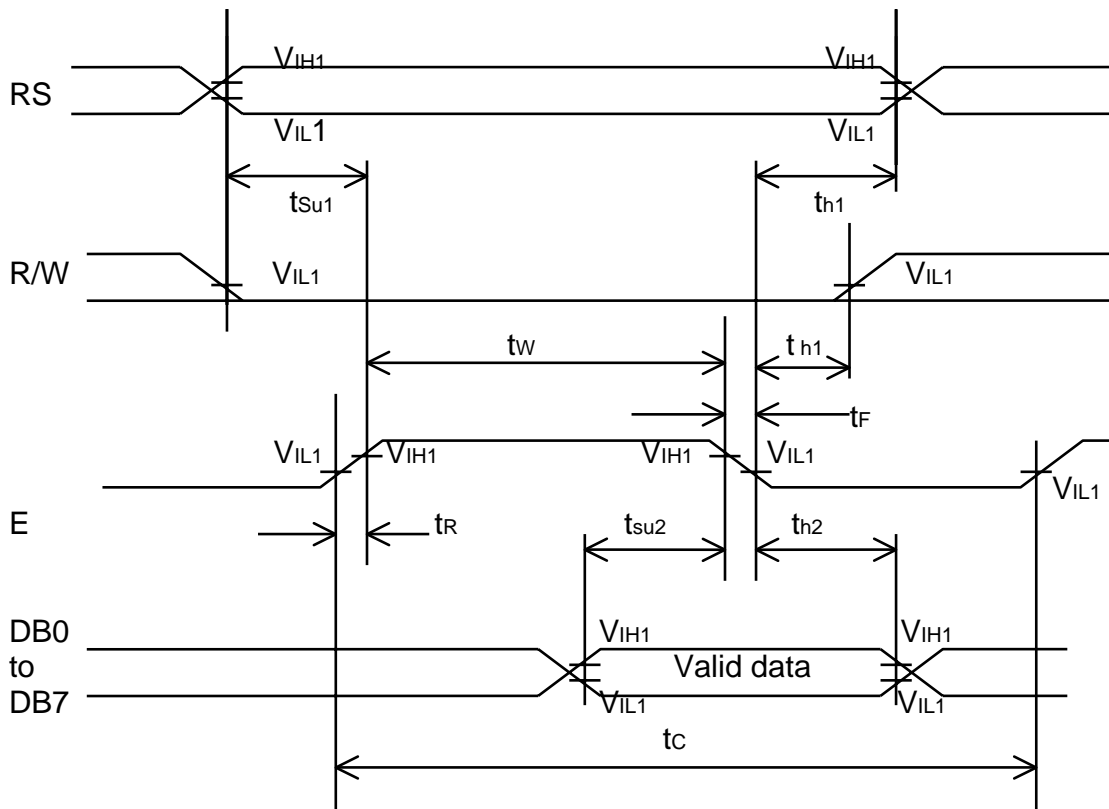 VIH1 VIH1
RS
VIL1 VIL1
tSu1 th1
R/W VIL1 VIL1
tW th1
tF
VIL1 VIH1 VIH1 VIL1
VIL1
E tR tsu2 th2
DB0 VIH1 VIH1
to Valid data
DB7 VIL1 VIL1
tC